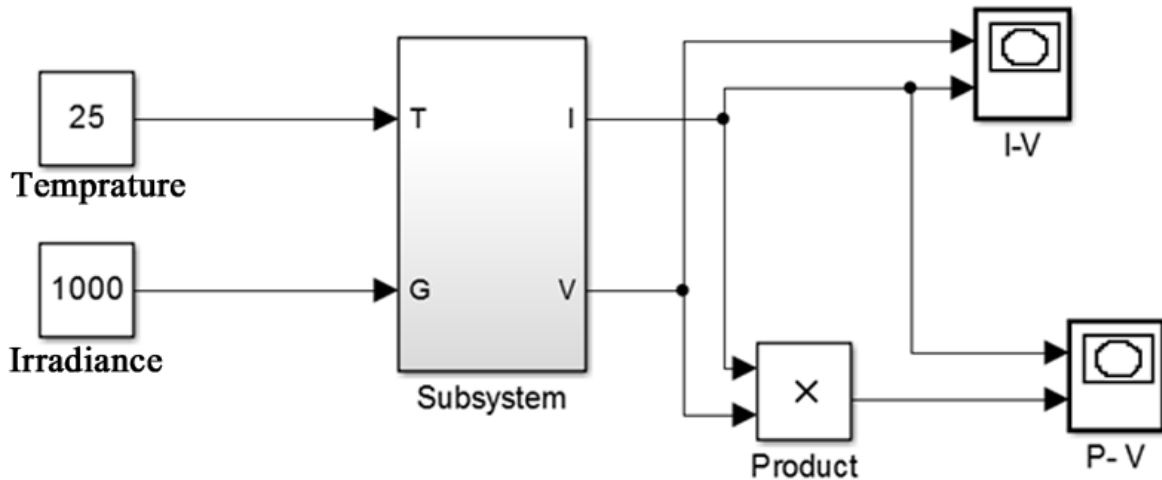 25
Temprature
1000
Irradiance
T
I
G
V
Subsystem
×
Product
I-V
P- V